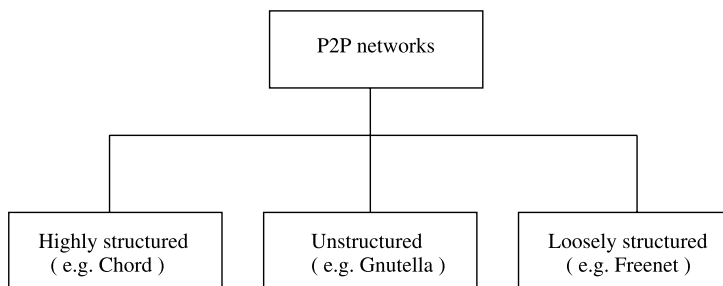 P2P networks
Highly structured
( e.g. Chord )
Unstructured
( e.g. Gnutella )
Loosely structured
( e.g. Freenet )